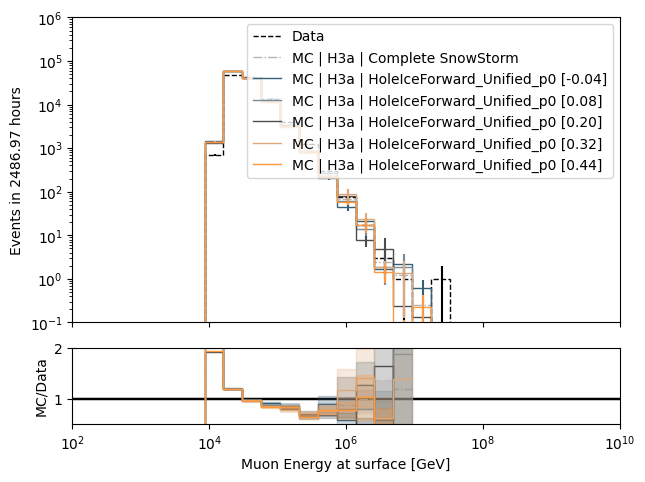 Data
MC | H3a | Complete SnowStorm
MC | H3a | HoleIceForward_Unified_p0 [-0.04]
MC | H3a | HoleIceForward_Unified_p0 [0.08]
MC | H3a | HoleIceForward_Unified_p0 [0.20]
MC | H3a | HoleIceForward_Unified_p0 [0.32]
MC | H3a | HoleIceForward_Unified_p0 [0.44]
Events in 2486.97 hours
10^6
10^5
10^4
10^3
10^2
10^1
10^0
10^-1
MC/Data
2
1
10^2
10^4
10^6
10^8
10^10
Muon Energy at surface [GeV]